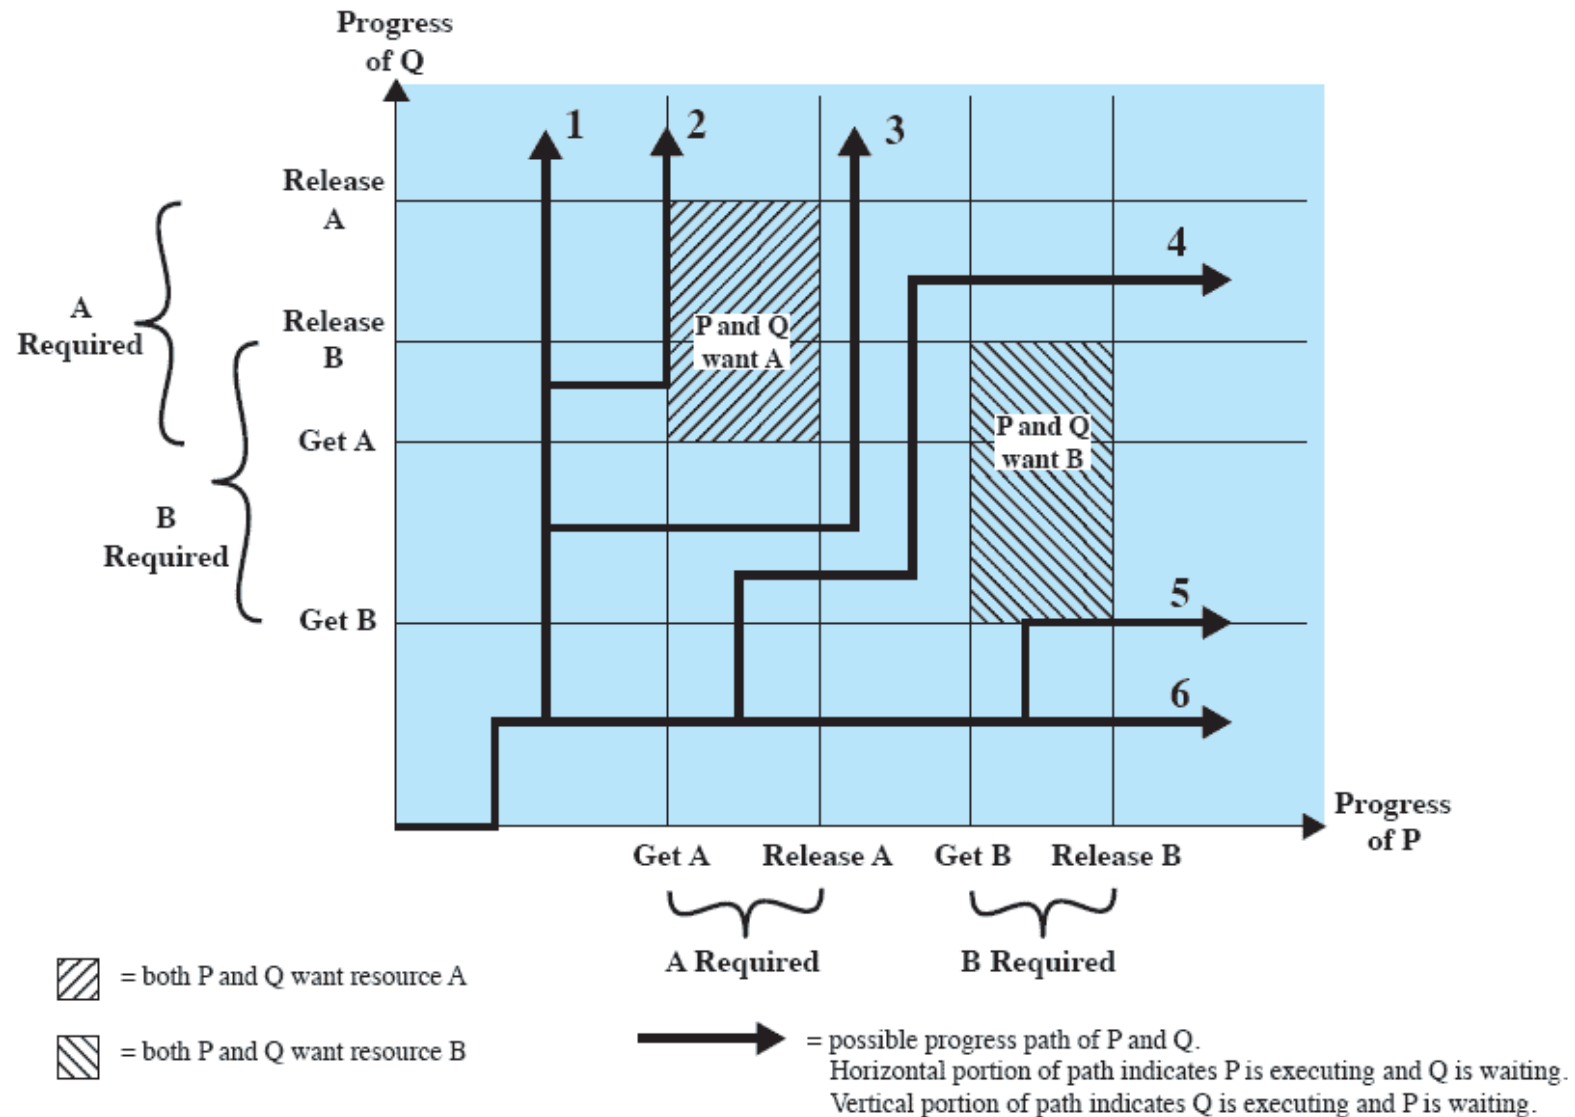 Progress
of Q
1
2
3
Release
A
4
A
Required
Release
B
P and Q
want A
Get A
P and Q
want B
B
Required
5
Get B
6
Progress
of P
Get A
Release A
Get B
Release B
A Required
B Required
= both P and Q want resource A
= both P and Q want resource B
= possible progress path of P and Q.
Horizontal portion of path indicates P is executing and Q is waiting.
Vertical portion of path indicates Q is executing and P is waiting.